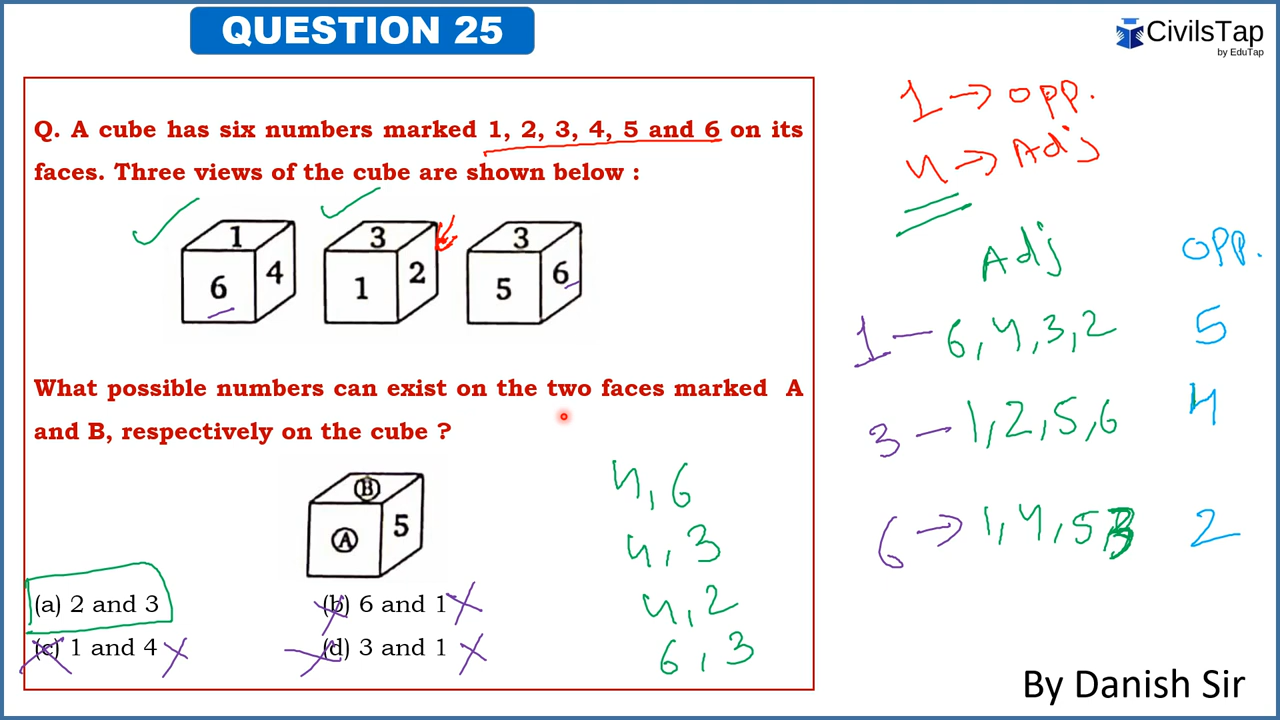 QUESTION 25
CivilsTap
by EduTap
Q. A cube has six numbers marked 1, 2, 3, 4, 5 and 6 on its
faces. Three views of the cube are shown below :
1
6 4
3
1 2
3
5 6
What possible numbers can exist on the two faces marked A
and B, respectively on the cube ?
B
A 5
(a) 2 and 3
(b) 6 and 1
(c) 1 and 4
(d) 3 and 1
4, 6
4, 3
4, 2
6, 3
1 → opp.
4 → Adj
Adj opp.
1 – 6, 4, 3, 2 5
3 – 1, 2, 5, 6 4
6 → 1, 4, 5, 3 2
By Danish Sir